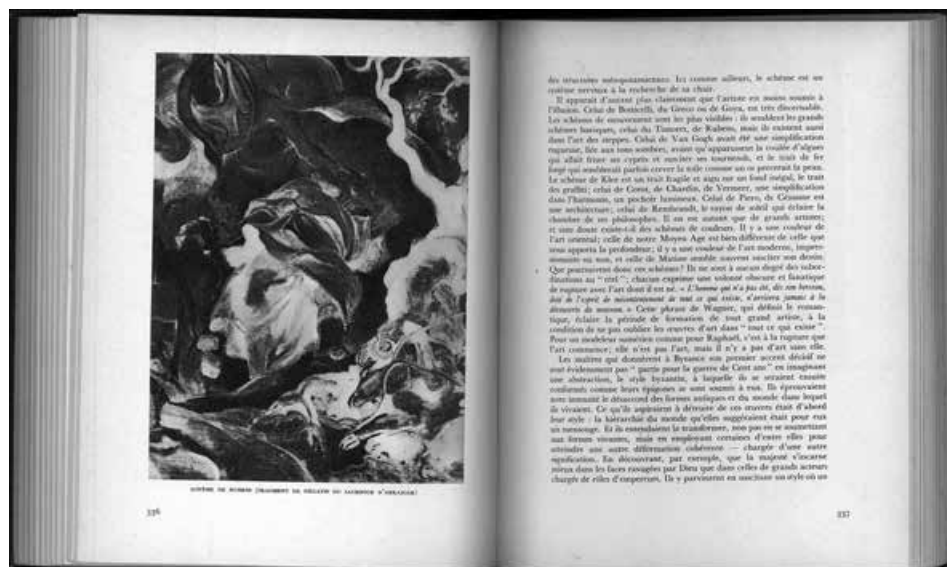 SCHÈME DE RUBENS (FRAGMENT DE NÉGATIF DU SACRIFICE D'ABRAHAM)
336
des structures mésopotamiennes. Ici comme ailleurs, le schème est un
système nerveux à la recherche de sa chair.
Il apparaît d'autant plus clairement que l'artiste est moins soumis à
l'illusion. Celui de Botticelli, du Greco ou de Goya, est très discernable.
Les schèmes de mouvement sont les plus visibles : ils semblent les grands
schèmes baroques, celui du Tintoret, de Rubens, mais ils existent aussi
dans l'art des steppes. Celui de Van Gogh avait été une simplification
rugueuse, liée aux tons sombres, avant qu'apparussent la coulée d'algues
qui allait friser ses cyprès et susciter ses tournesols, et le trait de fer
forgé qui semblerait parfois crever la toile comme un os percerait la peau.
Le schème de Klee est un trait fragile et aigu sur un fond inégal, le trait
des graffiti; celui de Corot, de Chardin, de Vermeer, une simplification
dans l'harmonie, un pochoir lumineux. Celui de Piero, de Cézanne est
une architecture; celui de Rembrandt, le rayon de soleil qui éclaire la
chambre de ses philosophes. Il en est autant que de grands artistes;
et sans doute existe-t-il des schèmes de couleurs. Il y a une couleur de
l'art oriental; celle de notre Moyen Age est bien différente de celle que
nous apporta la profondeur; il y a une couleur de l'art moderne, impres-
sionniste ou non, et celle de Matisse semble souvent susciter son dessin.
Que poursuivent donc ces schèmes? Ils ne sont à aucun degré des subor-
dinations au " réel "; chacun exprime une volonté obscure et fanatique
de rupture avec l'art dont il est né. « L'homme qui n'a pas été, dès son berceau,
doté de l'esprit de mécontentement de tout ce qui existe, n'arrivera jamais à la
découverte du nouveau. » Cette phrase de Wagner, qui définit le roman-
tique, éclaire la période de formation de tout grand artiste, à la
condition de ne pas oublier les œuvres d'art dans " tout ce qui existe ".
Pour un modeleur sumérien comme pour Raphaël, c'est à la rupture que
l'art commence; elle n'est pas l'art, mais il n'y a pas d'art sans elle.
Les maîtres qui donnèrent à Byzance son premier accent décisif ne
sont évidemment pas " partis pour la guerre de Cent ans " en imaginant
une abstraction, le style byzantin, à laquelle ils se seraient ensuite
conformés comme leurs épigones se sont soumis à eux. Ils éprouvaient
avec intensité le désaccord des formes antiques et du monde dans lequel
ils vivaient. Ce qu'ils aspiraient à détruire de ces œuvres était d'abord
leur style : la hiérarchie du monde qu'elles suggéraient était pour eux
un mensonge. Et ils entendaient la transformer, non pas en se soumettant
aux formes vivantes, mais en employant certaines d'entre elles pour
atteindre une autre déformation cohérente — chargée d'une autre
signification. En découvrant, par exemple, que la majesté s'incarne
mieux dans les faces ravagées par Dieu que dans celles de grands acteurs
chargés de rôles d'empereurs. Ils y parvinrent en suscitant un style où un
337